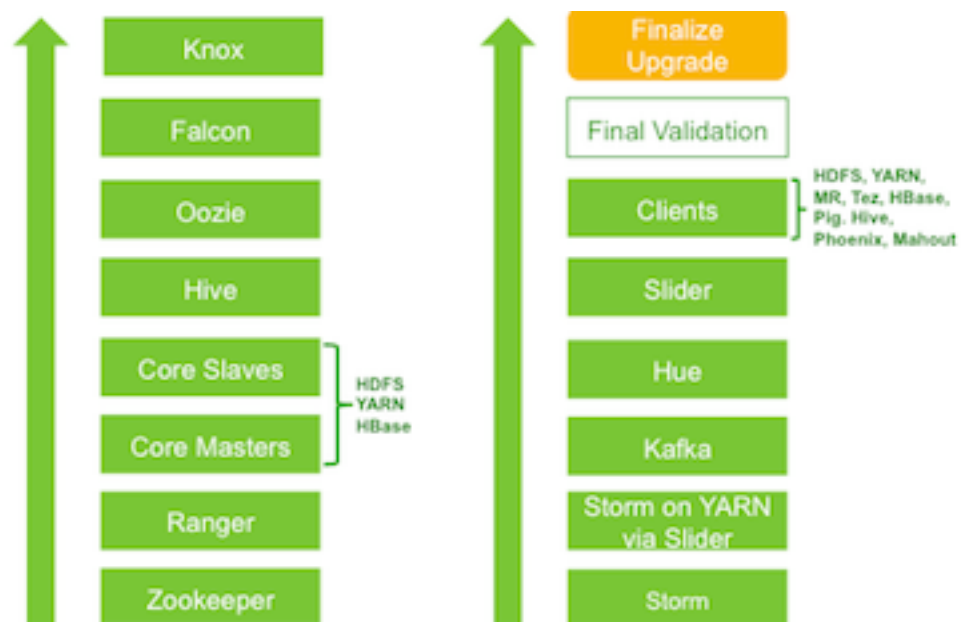 Knox
Falcon
Oozie
Hive
Core Slaves
Core Masters
HDFS
YARN
HBase
Ranger
Zookeeper
Finalize
Upgrade
Final Validation
Clients
HDFS, YARN,
MR, Tez, HBase,
Pig. Hive,
Phoenix, Mahout
Slider
Hue
Kafka
Storm on YARN
via Slider
Storm